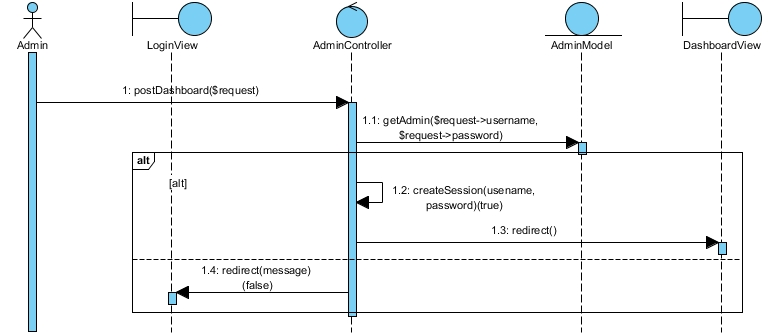 Admin
LoginView
AdminController
AdminModel
DashboardView
1: postDashboard($request)
1.1: getAdmin($request->username,
$request->password)
alt
[alt]
1.2: createSession(usename,
password)(true)
1.3: redirect()
1.4: redirect(message)
(false)